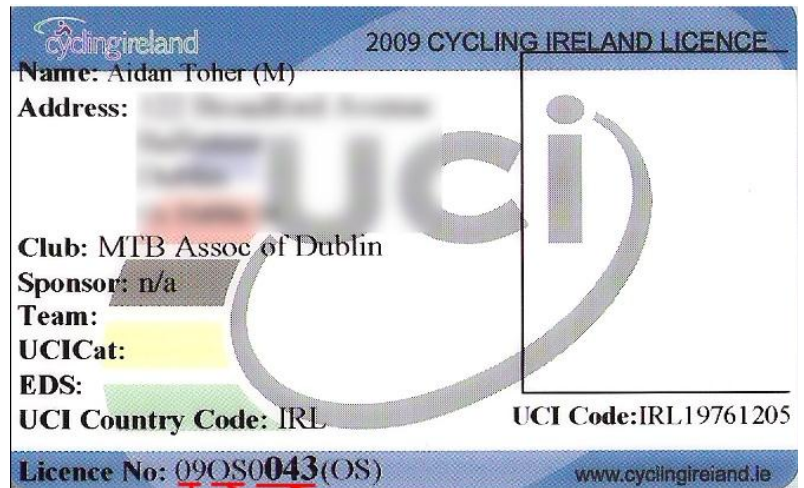 cyclingireland
2009 CYCLING IRELAND LICENCE
Name: Aidan Toher (M)
Address:
uci
Club: MTB Assoc of Dublin
Sponsor: n/a
Team:
UCICat:
EDS:
UCI Country Code: IRL
UCI Code:IRL19761205
Licence No: 09OS0043(OS)
www.cyclingireland.ie